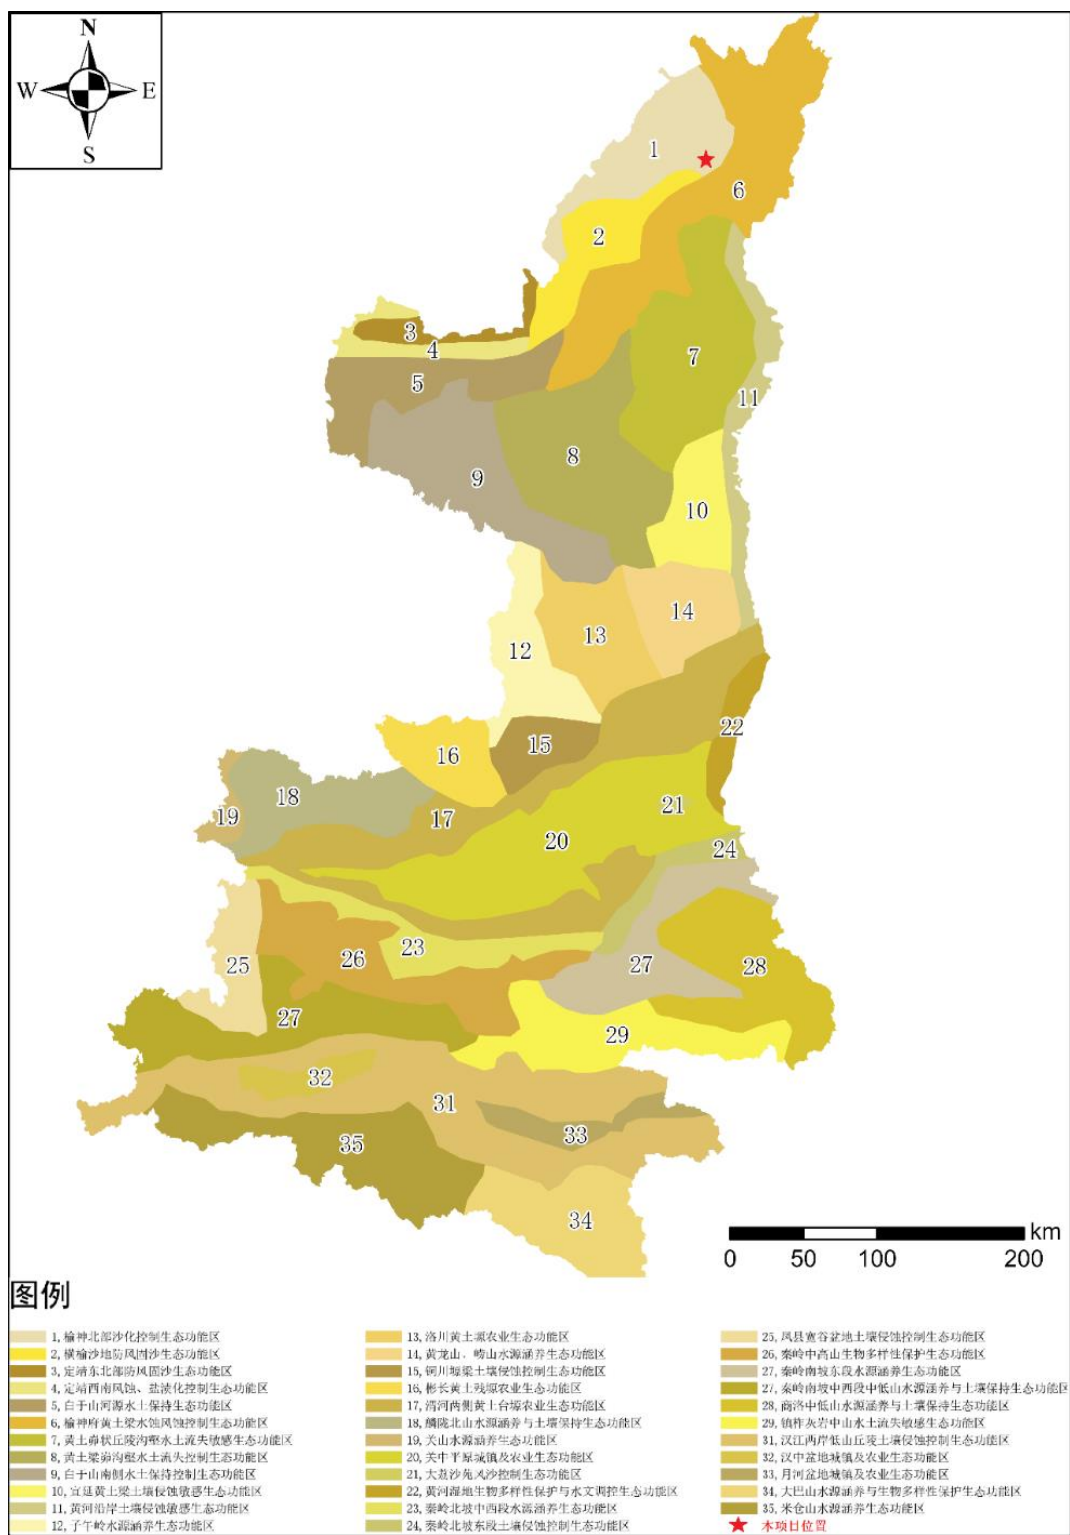 N
W E
S
1
6
2
3
4
7
5
11
8
9
10
14
13
12
22
15
16
21
18
19
17
20
24
23
25
26
27
28
27
29
32
31
33
35
34
km
0 50 100 200
图例
1, 榆神北部沙化控制生态功能区
2, 横榆沙地防风固沙生态功能区
3, 定靖东北部防风固沙生态功能区
4, 定靖西南风蚀、盐渍化控制生态功能区
5, 白于山河源水土保持生态功能区
6, 榆神府黄土梁水蚀风蚀控制生态功能区
7, 黄土峁状丘陵沟壑水土流失敏感生态功能区
8, 黄土梁峁沟壑水土流失控制生态功能区
9, 白于山南侧水土保持控制生态功能区
10, 宜延黄土梁土壤侵蚀敏感生态功能区
11, 黄河沿岸土壤侵蚀敏感生态功能区
12, 子午岭水源涵养生态功能区
13, 洛川黄土塬农业生态功能区
14, 黄龙山、崂山水源涵养生态功能区
15, 铜川塬梁土壤侵蚀控制生态功能区
16, 彬长黄土残塬农业生态功能区
17, 渭河两侧黄土台塬农业生态功能区
18, 麟陇北山水源涵养与土壤保持生态功能区
19, 关山水源涵养生态功能区
20, 关中平原城镇及农业生态功能区
21, 大荔沙苑风沙控制生态功能区
22, 黄河湿地生物多样性保护与水文调控生态功能区
23, 秦岭北坡中西段水源涵养生态功能区
24, 秦岭北坡东段土壤侵蚀控制生态功能区
25, 凤县宽谷盆地土壤侵蚀控制生态功能区
26, 秦岭中高山生物多样性保护生态功能区
27, 秦岭南坡东段水源涵养生态功能区
27, 秦岭南坡中西段中低山水源涵养与土壤保持生态功能区
28, 商洛中低山水源涵养与土壤保持生态功能区
29, 镇柞灰岩中山水土流失敏感功能区
31, 汉江两岸低山丘陵土壤侵蚀控制功能区
32, 汉中盆地城镇及农业生态功能区
33, 月河盆地城镇及农业生态功能区
34, 大巴山水源涵养与生物多样性保护生态功能区
35, 米仓山水源涵养生态功能区
本项目位置